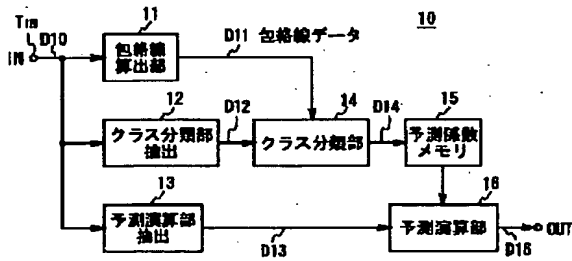 11
10
TIN
D10
IN
包絡線
算出部
D11 包絡線データ
12
D12
14
D14
15
クラス分類部
抽出
クラス分類部
予測係数
メモリ
13
16
予測演算部
抽出
D13
予測演算部
D16
OUT